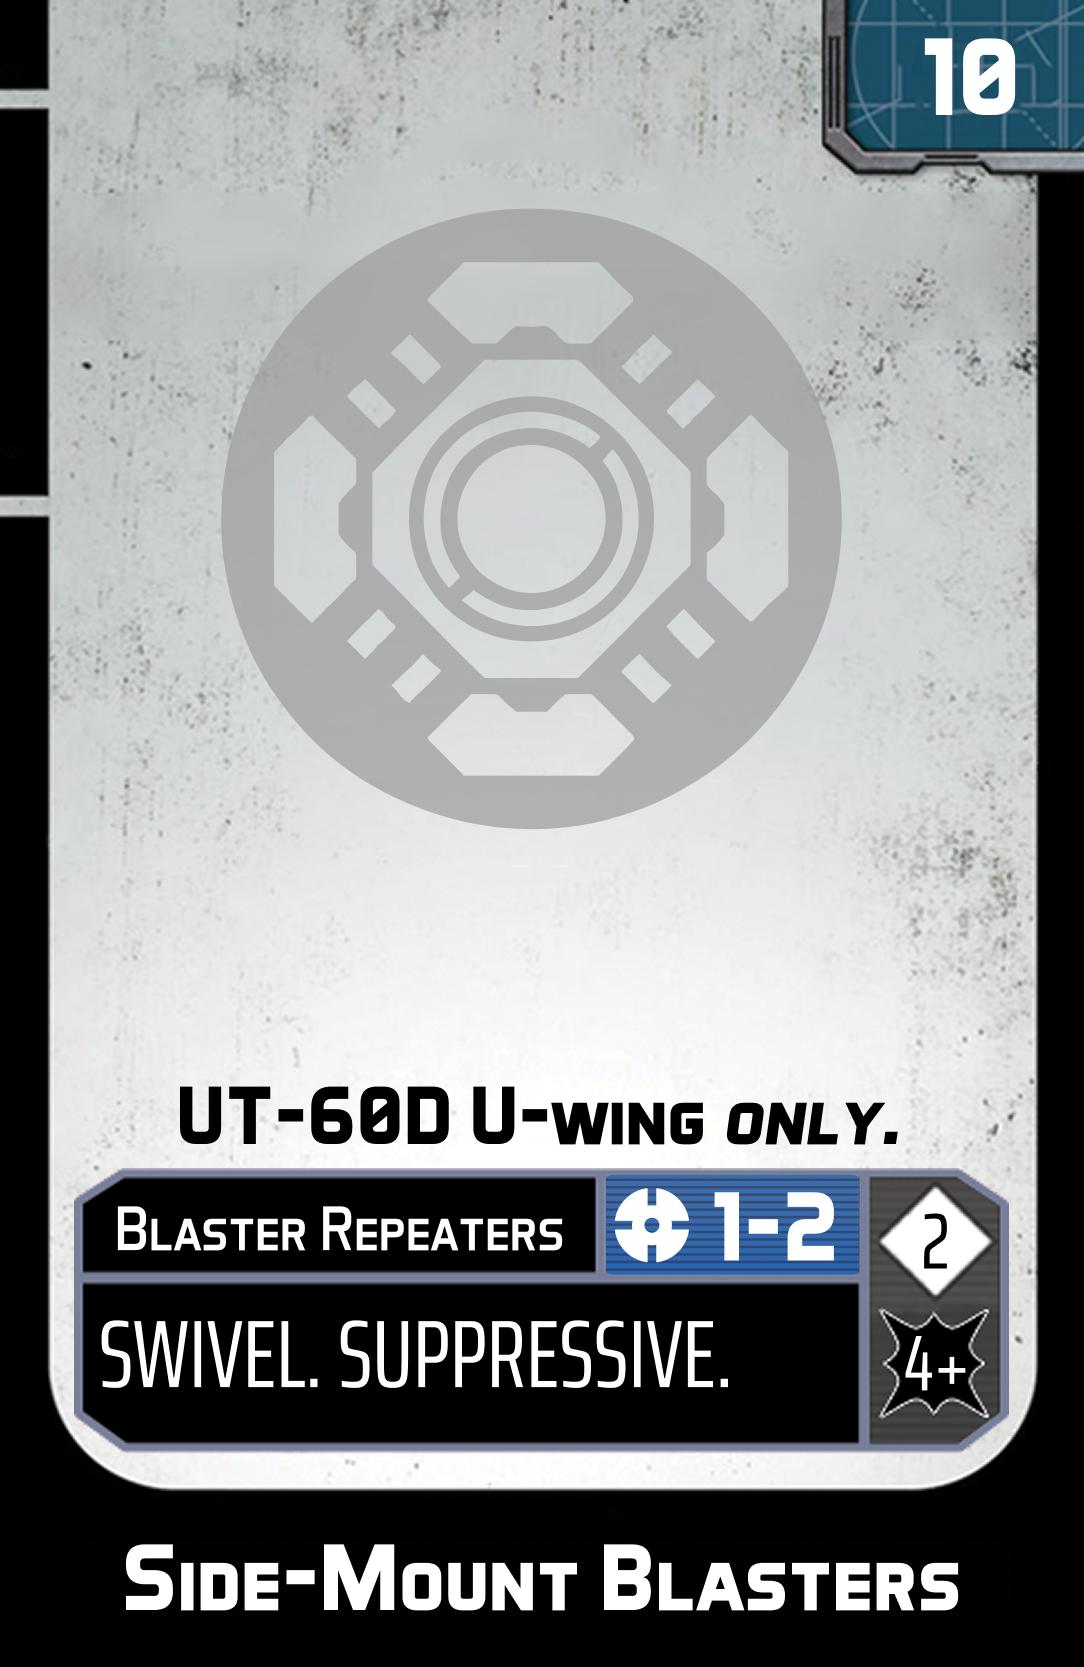 10
UT-60D U-WING ONLY.
BLASTER REPEATERS
1-2
2
SWIVEL. SUPPRESSIVE.
4+
SIDE-MOUNT BLASTERS